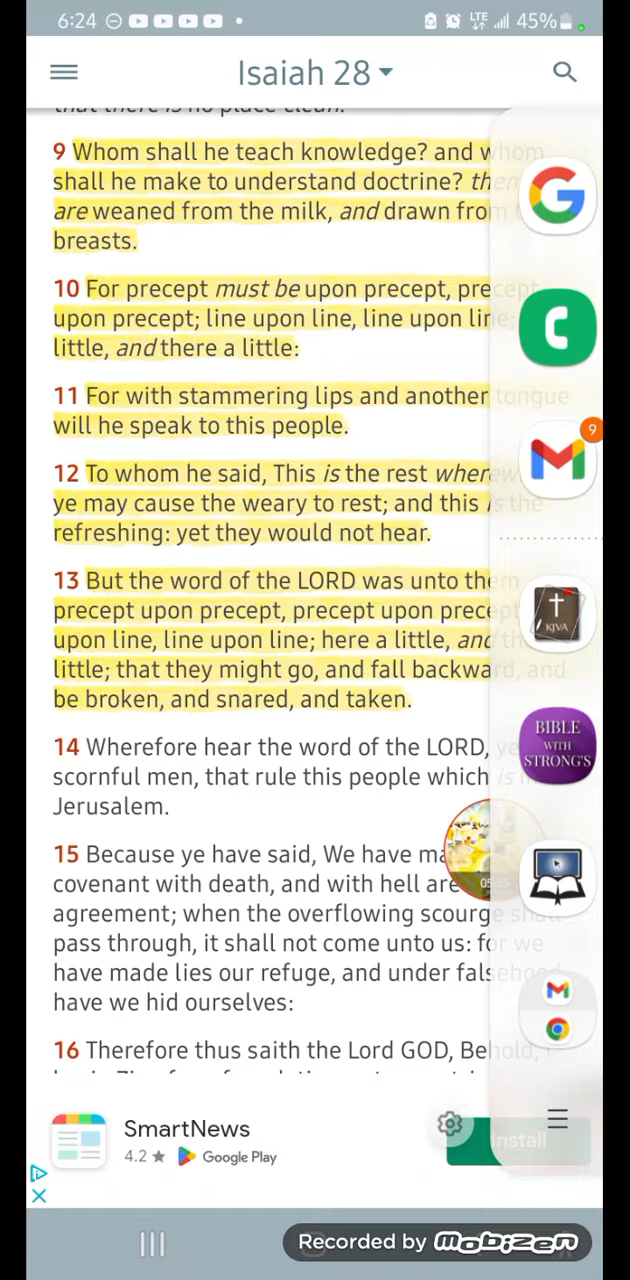 6:24 LTE 45%
Isaiah 28
that there is no place clean.
9 Whom shall he teach knowledge? and whom
shall he make to understand doctrine? them
are weaned from the milk, and drawn from
breasts.
10 For precept must be upon precept, precept
upon precept; line upon line, line upon line;
little, and there a little:
11 For with stammering lips and another tongue
will he speak to this people.
12 To whom he said, This is the rest wherew
ye may cause the weary to rest; and this is the
refreshing: yet they would not hear.
13 But the word of the LORD was unto them
precept upon precept, precept upon precept
upon line, line upon line; here a little, and th
little; that they might go, and fall backward, and
be broken, and snared, and taken.
14 Wherefore hear the word of the LORD, ye
scornful men, that rule this people which is
Jerusalem.
15 Because ye have said, We have ma
covenant with death, and with hell are
agreement; when the overflowing scourge shall
pass through, it shall not come unto us: for we
have made lies our refuge, and under falsehood
have we hid ourselves:
16 Therefore thus saith the Lord GOD, Behold, I
9
KJVA
BIBLE
WITH
STRONG'S
SmartNews
4.2 ★ Google Play
Install
Recorded by mobizen